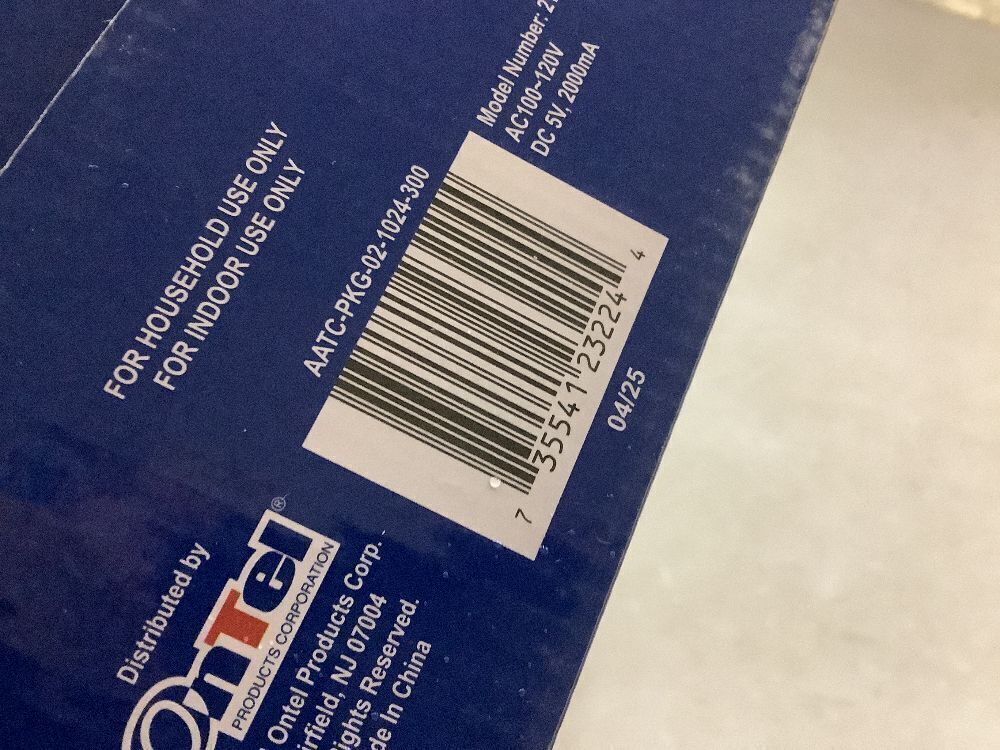 FOR HOUSEHOLD USE ONLY
FOR INDOOR USE ONLY
AATC-PKG-02-1024-300
Model Number:
AC100~120V
DC 5V, 2000mA
7 35541 23224 4
04/25
Distributed by
OnTel®
PRODUCTS CORPORATION
Ontel Products Corp.
NJ 07004
Reserved.
In China